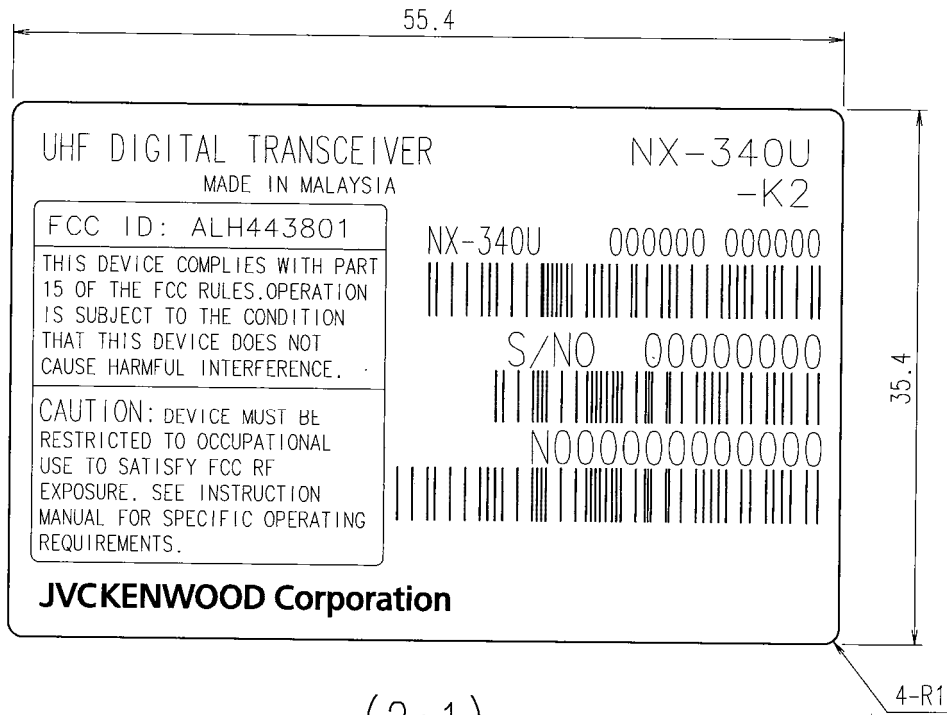 55.4
UHF DIGITAL TRANSCEIVER
MADE IN MALAYSIA
NX-340U
-K2
FCC ID: ALH443801
THIS DEVICE COMPLIES WITH PART
15 OF THE FCC RULES.OPERATION
IS SUBJECT TO THE CONDITION
THAT THIS DEVICE DOES NOT
CAUSE HARMFUL INTERFERENCE.
CAUTION: DEVICE MUST BE
RESTRICTED TO OCCUPATIONAL
USE TO SATISFY FCC RF
EXPOSURE. SEE INSTRUCTION
MANUAL FOR SPECIFIC OPERATING
REQUIREMENTS.
NX-340U 000000 000000
S/NO 00000000
N000000000000
JVCKENWOOD Corporation
35.4
4-R1